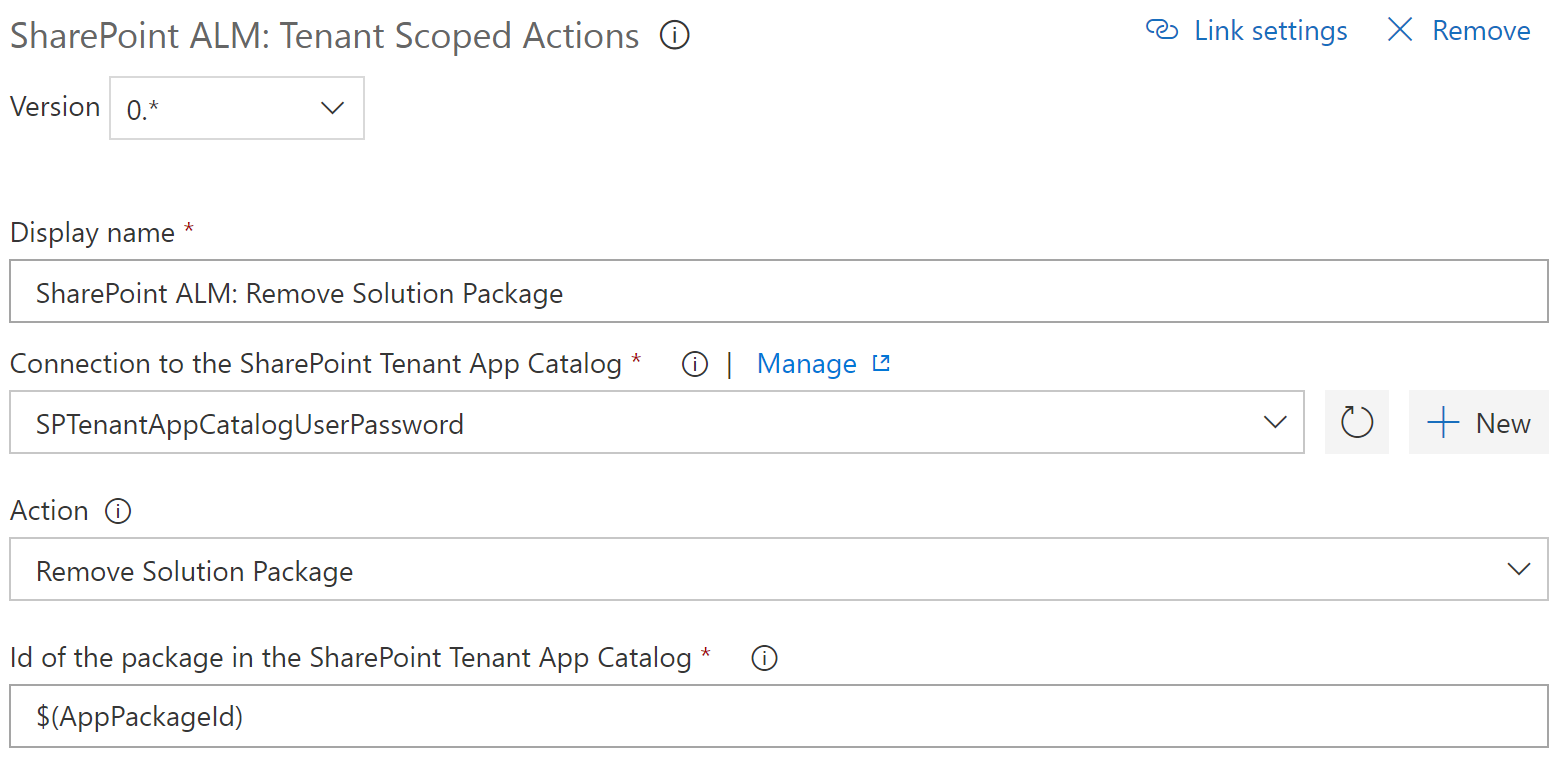 SharePoint ALM: Tenant Scoped Actions
Link settings
Remove
Version
0.*
Display name *
SharePoint ALM: Remove Solution Package
Connection to the SharePoint Tenant App Catalog * | Manage
SPTenantAppCatalogUserPassword
New
Action
Remove Solution Package
Id of the package in the SharePoint Tenant App Catalog *
$(AppPackageId)